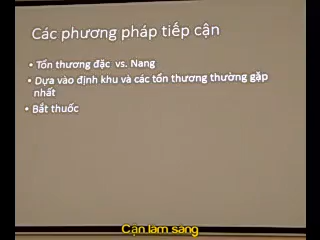 Các phương pháp tiếp cận
• Tổn thương đặc vs. Nang
• Dựa vào định khu và các tổn thương thường gặp
nhất
• Bắt thuốc
Cận lâm sàng